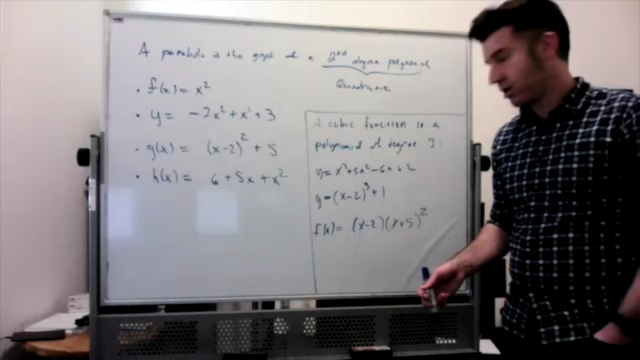 A parabola is the graph of a 2nd degree polynomial
Quadratic
• f(x) = x²
• y = -2x² + x¹ + 3
• g(x) = (x-2)² + 5
• h(x) = 6 + 5x + x²
A cubic function is a
polynomial of degree 3:
y = x³ + 5x² - 6x + 2
y = (x-2)³ + 1
f(x) = (x-2)(x+5)²